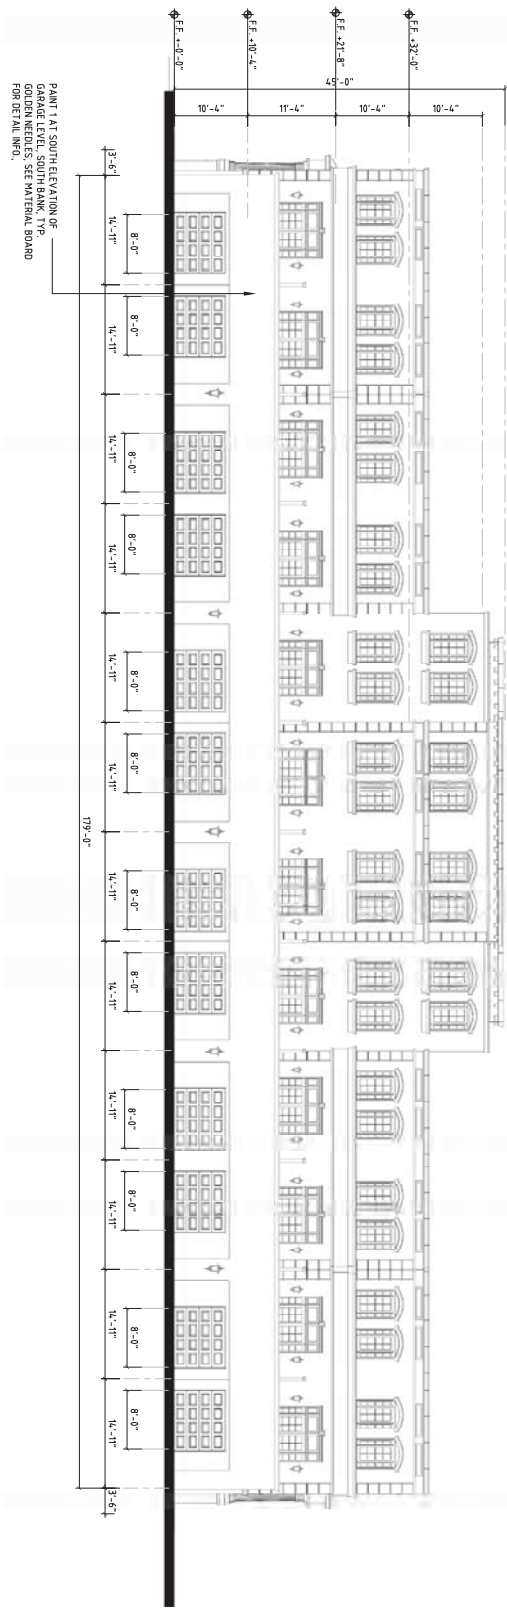 45'-0"
10'-4"
F.F. +32'-0"
10'-4"
F.F. +21'-8"
11'-4"
F.F. +10'-4"
10'-4"
F.F. +-0'-0"
8'-0" 8'-0" 8'-0" 8'-0" 8'-0" 8'-0" 8'-0" 8'-0" 8'-0" 8'-0" 8'-0" 8'-0"
3'-6" 14'-11" 14'-11" 14'-11" 14'-11" 14'-11" 14'-11" 14'-11" 14'-11" 14'-11" 14'-11" 14'-11" 14'-11" 3'-6"
179'-0"
PAINT 1 AT SOUTH ELEVATION OF
GARAGE LEVEL, SOUTH BANK, TYP.
GOLDEN NEEDLES, SEE MATERIAL BOARD
FOR DETAIL INFO.,